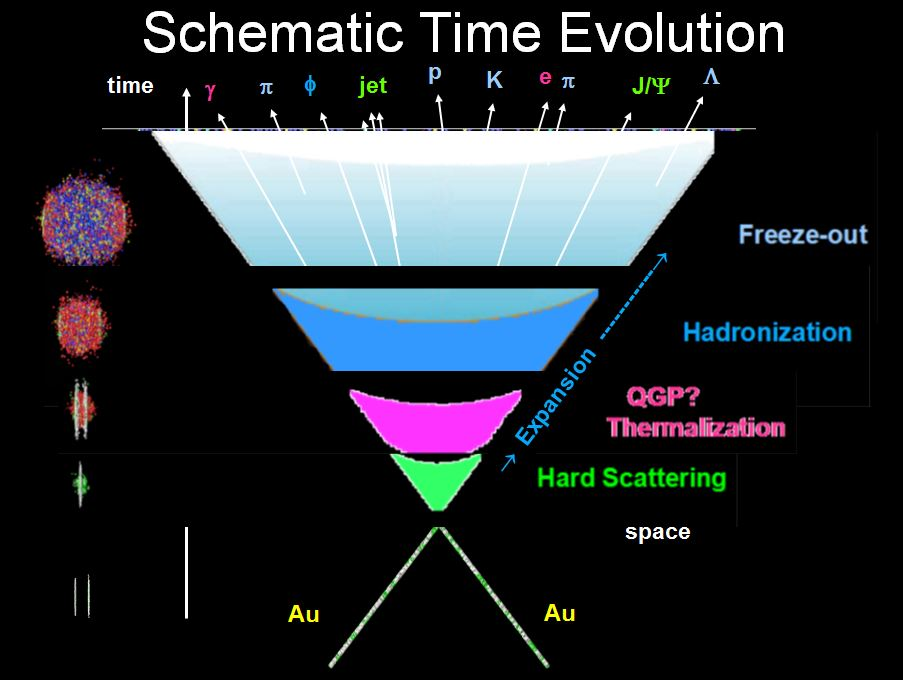 Schematic Time Evolution
time γ π ϕ jet p K e π J/Ψ Λ
Freeze-out
Hadronization
Expansion
QGP?
Thermalization
Hard Scattering
space
Au Au